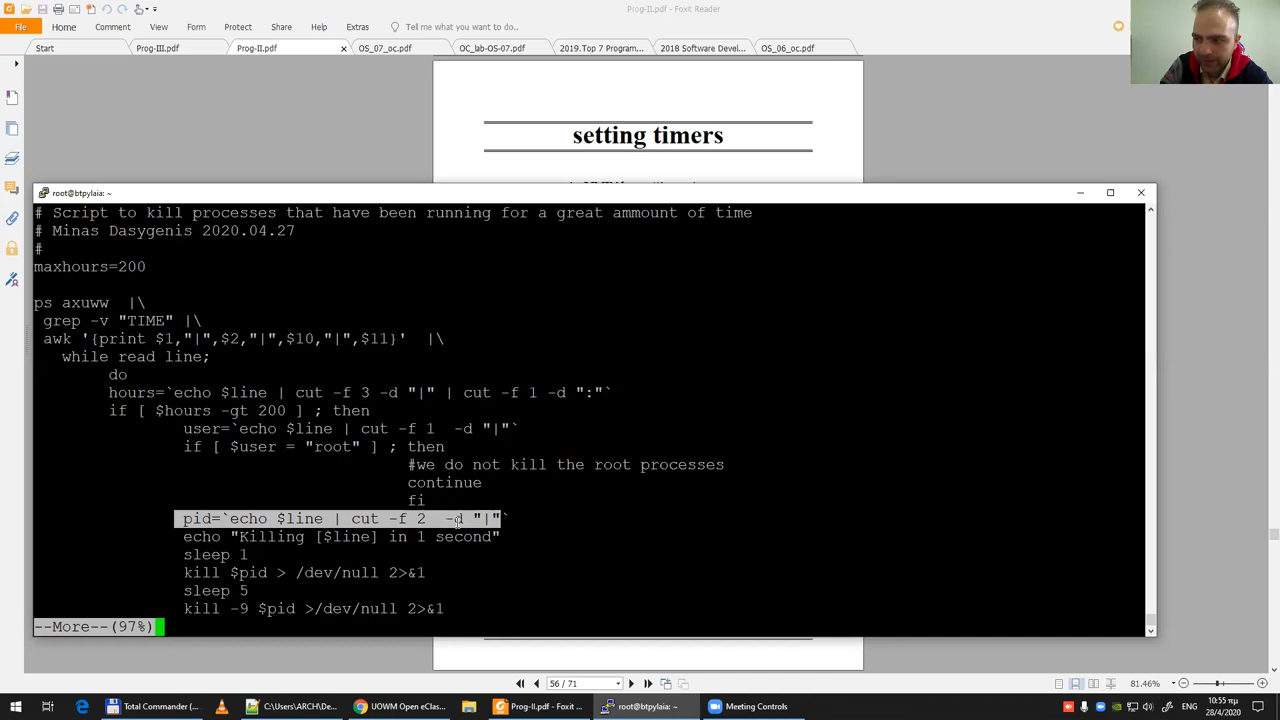 Prog-II.pdf - Foxit Reader
File Home Comment View Form Protect Share Help Tell me what you want to do..
Start Prog-III.pdf Prog-II.pdf OS_07_oc.pdf OC_lab-OS-07.pdf 2019.Top 7 Program... 2018 Software Devel... OS_06_oc.pdf
setting timers
root@btpylaia: ~
# Script to kill processes that have been running for a great ammount of time
# Minas Dasygenis 2020.04.27
#
maxhours=200
ps axuww |\
grep -v "TIME" |\
awk '{print $1,"|",$2,"|",$10,"|",$11}' |\
while read line;
do
hours=`echo $line | cut -f 3 -d "|" | cut -f 1 -d ":"`
if [ $hours -gt 200 ] ; then
user=`echo $line | cut -f 1 -d "|"`
if [ $user = "root" ] ; then
#we do not kill the root processes
continue
fi
pid=`echo $line | cut -f 2 -d "|"`
echo "Killing [$line] in 1 second"
sleep 1
kill $pid > /dev/null 2>&1
sleep 5
kill -9 $pid >/dev/null 2>&1
--More--(97%)
56 / 71
81.46%
Total Commander (... C:\Users\ARCH\De... UOWM Open eClas... Prog-II.pdf - Foxit ... root@btpylaia: ~ Meeting Controls
10:55 πμ
28/4/2020